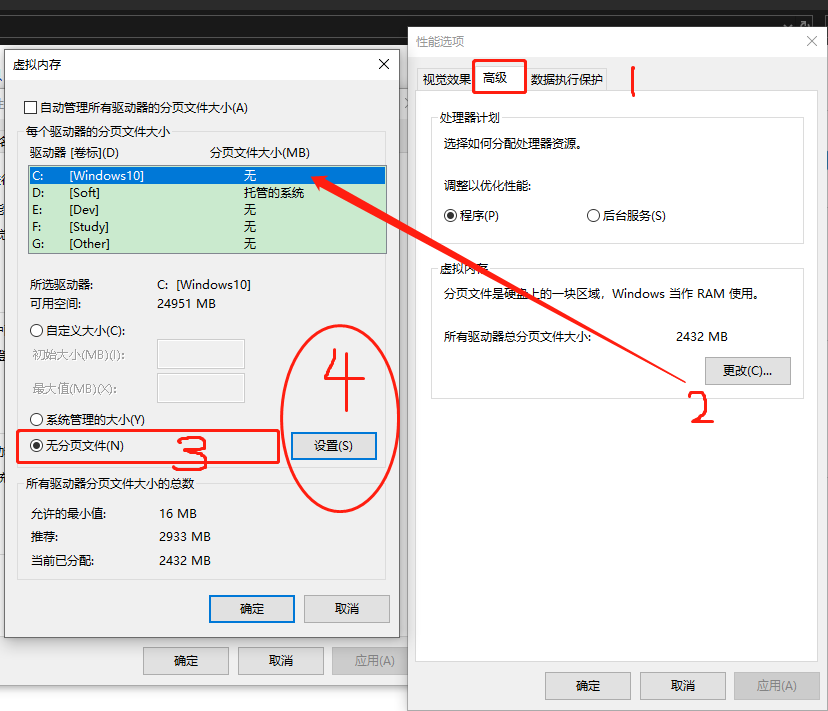 虚拟内存
自动管理所有驱动器的分页文件大小(A)
每个驱动器的分页文件大小
驱动器 [卷标](D) 分页文件大小(MB)
C: [Windows10] 无
D: [Soft] 托管的系统
E: [Dev] 无
F: [Study] 无
G: [Other] 无
所选驱动器: C: [Windows10]
可用空间: 24951 MB
自定义大小(C):
初始大小(MB)(I):
最大值(MB)(X):
系统管理的大小(Y)
无分页文件(N)
3
设置(S)
4
所有驱动器分页文件大小的总数
允许的最小值: 16 MB
推荐: 2933 MB
当前已分配: 2432 MB
确定 取消
确定 取消 应用(A)
性能选项
视觉效果 高级 数据执行保护
1
处理器计划
选择如何分配处理器资源。
调整以优化性能:
程序(P) 后台服务(S)
虚拟内存
分页文件是硬盘上的一块区域，Windows 当作 RAM 使用。
所有驱动器总分页文件大小: 2432 MB
更改(C)...
2
确定 取消 应用(A)